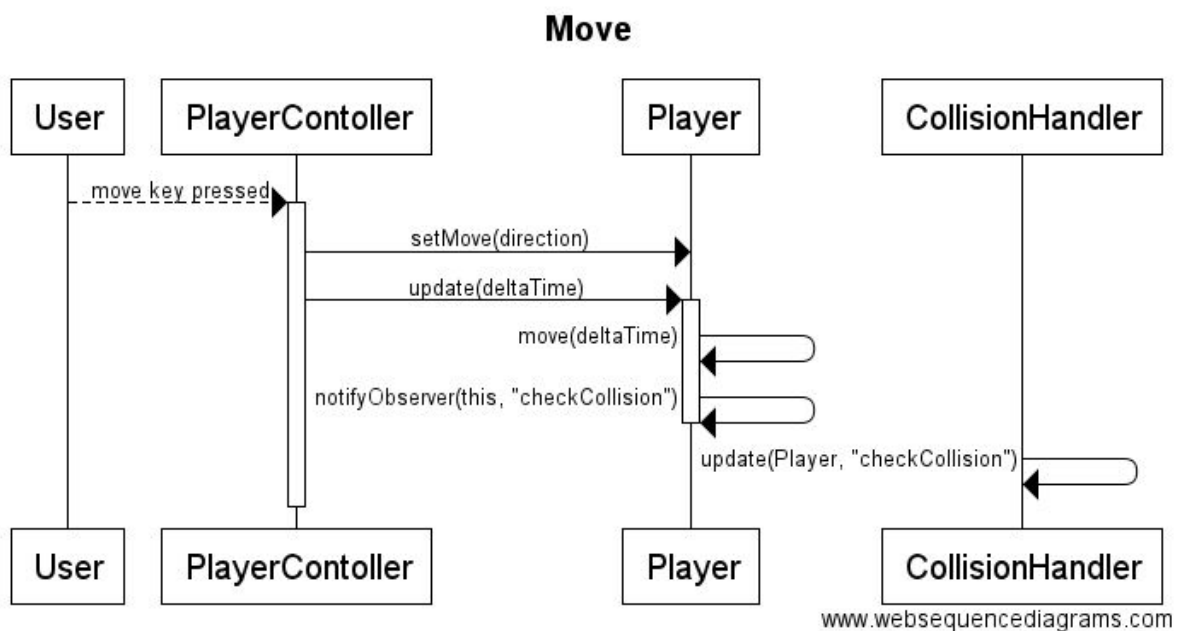 Move
User
PlayerContoller
Player
CollisionHandler
move key pressed
setMove(direction)
update(deltaTime)
move(deltaTime)
notifyObserver(this, "checkCollision")
update(Player, "checkCollision")
User
PlayerContoller
Player
CollisionHandler
www.websequencediagrams.com